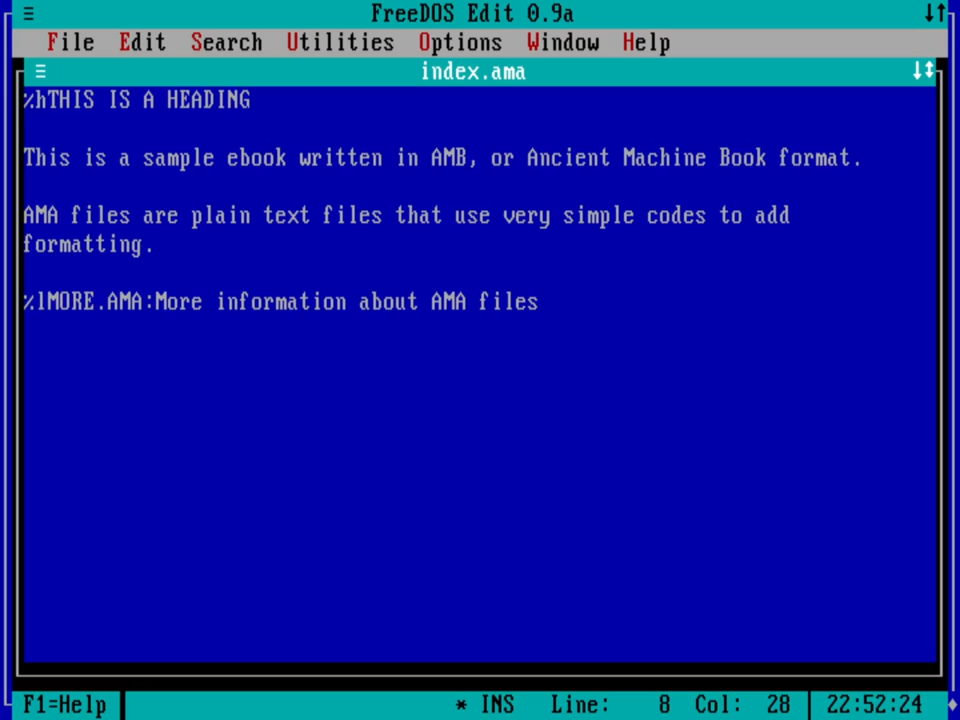 ≡ FreeDOS Edit 0.9a ↓↑
File Edit Search Utilities Options Window Help
≡ index.ama ↓↕
%hTHIS IS A HEADING
This is a sample ebook written in AMB, or Ancient Machine Book format.
AMA files are plain text files that use very simple codes to add
formatting.
%lMORE.AMA:More information about AMA files
F1=Help * INS Line: 8 Col: 28 22:52:24